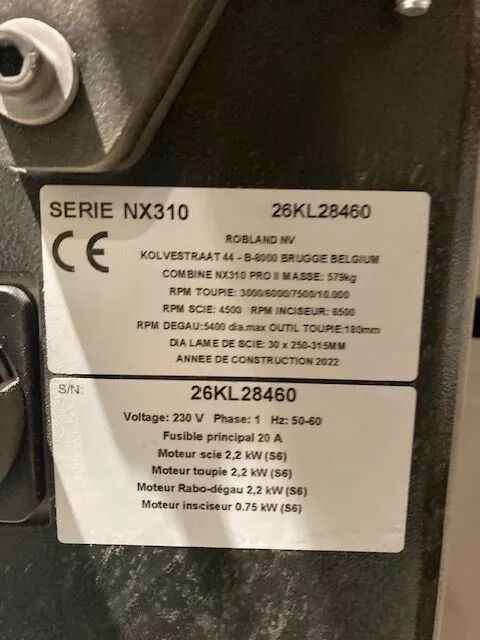 SERIE NX310 26KL28460
CE
ROBLAND NV
KOLVESTRAAT 44 - B-8000 BRUGGE BELGIUM
COMBINE NX310 PRO II MASSE: 579kg
RPM TOUPIE: 3000/6000/7500/10.000
RPM SCIE: 4500 RPM INCISEUR: 6500
RPM DEGAU:5400 dia.max OUTIL TOUPIE:180mm
DIA LAME DE SCIE: 30 x 250-315MM
ANNEE DE CONSTRUCTION 2022
S/N: 26KL28460
Voltage: 230 V Phase: 1 Hz: 50-60
Fusible principal 20 A
Moteur scie 2,2 kW (S6)
Moteur toupie 2,2 kW (S6)
Moteur Rabo-dégau 2,2 kW (S6)
Moteur insciseur 0.75 kW (S6)